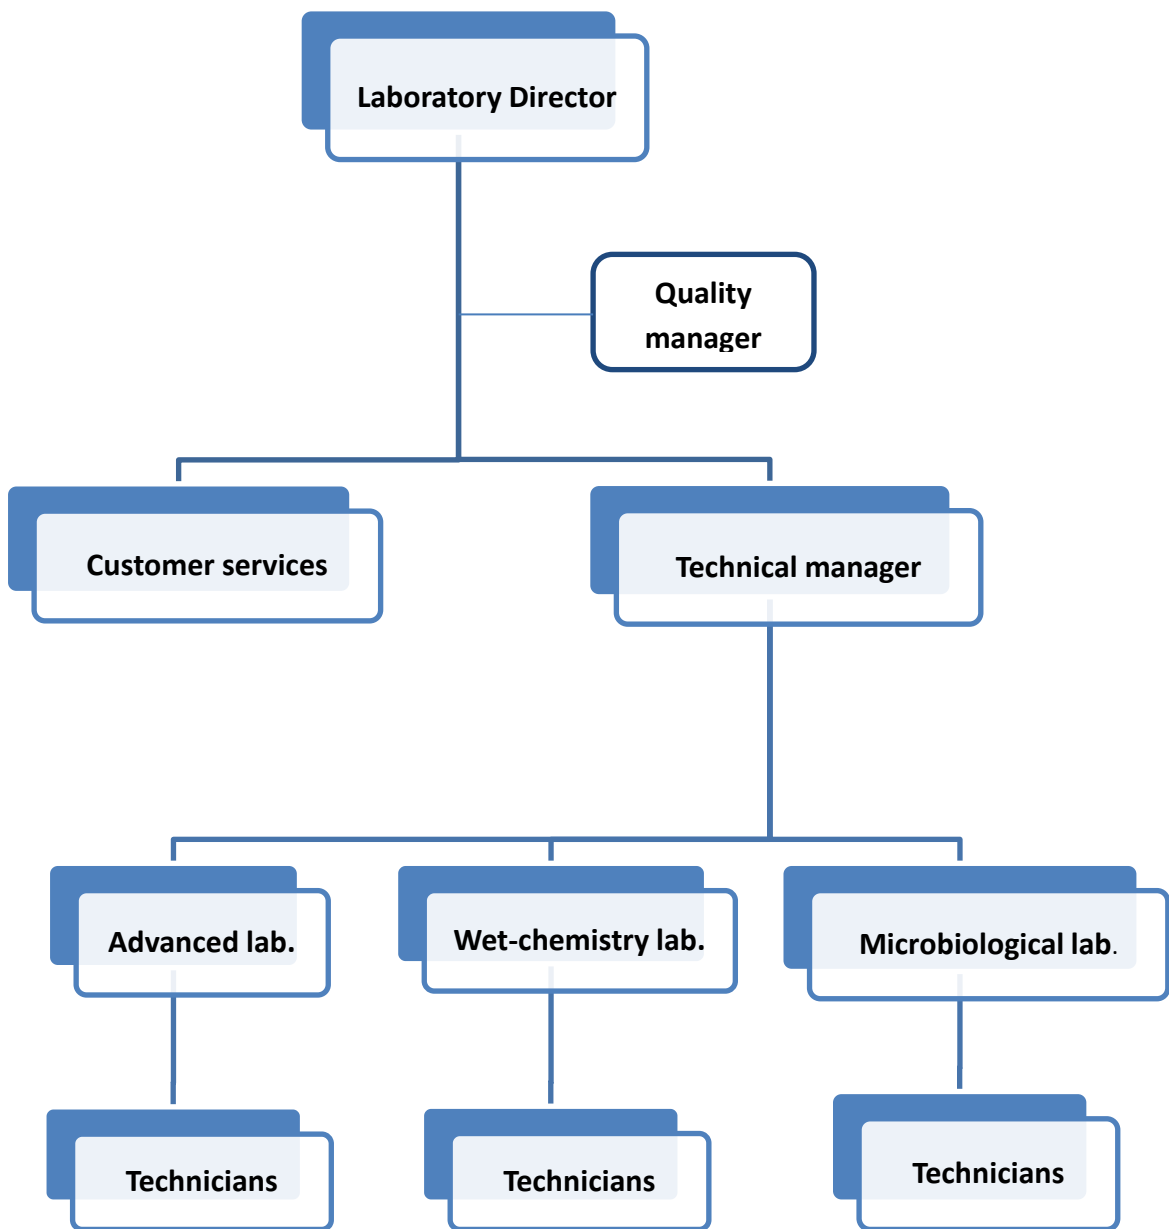 Laboratory Director
Quality
manager
Customer services
Technical manager
Advanced lab.
Wet-chemistry lab.
Microbiological lab.
Technicians
Technicians
Technicians